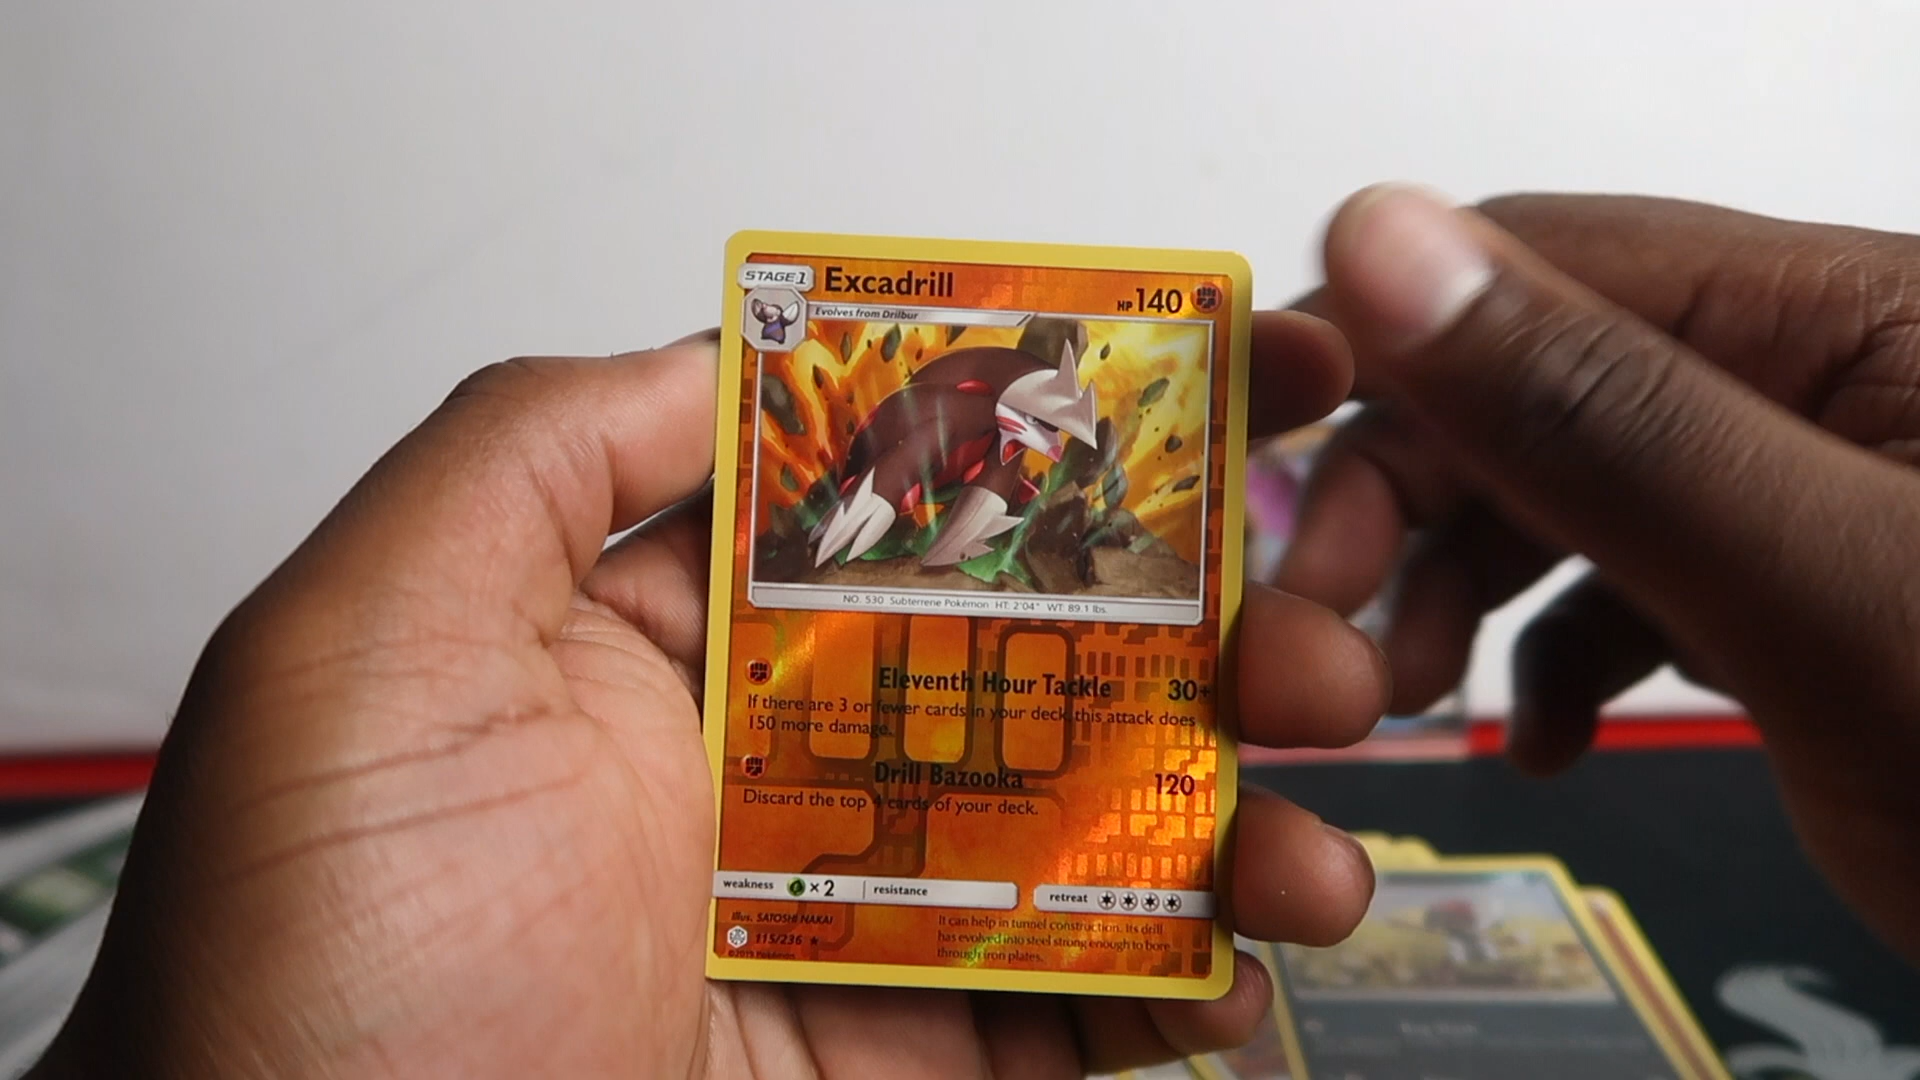 STAGE 1 Excadrill HP 140
Evolves from Drilbur
NO. 530 Subterrene Pokémon HT: 2'04" WT: 89.1 lbs.
Eleventh Hour Tackle 30+
If there are 3 or fewer cards in your deck, this attack does
150 more damage.
Drill Bazooka 120
Discard the top 4 cards of your deck.
weakness × 2 resistance retreat
Illus. SATOSHI NAKAI
115/236
©2019 Pokémon
It can help in tunnel construction. Its drill
has evolved into steel strong enough to bore
through iron plates.